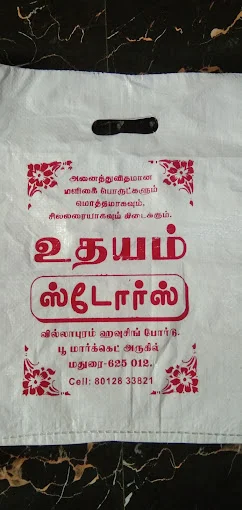 அனைத்துவிதமான
மளிகை பொருட்களும்
மொத்தமாகவும்,
சில்லரையாகவும் கிடைக்கும்.
உதயம்
ஸ்டோர்ஸ்
வில்லாபுரம் ஹவுசிங் போர்டு,
பூ மார்க்கெட் அருகில்
மதுரை-625 012.
Cell: 80128 33821